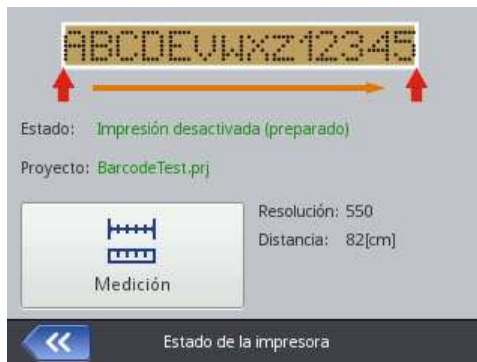 ABCDEVWXZ12345
Estado: Impresión desactivada (preparado)
Proyecto: BarcodeTest.prj
Resolución: 550
Distancia: 82[cm]
Medición
Estado de la impresora